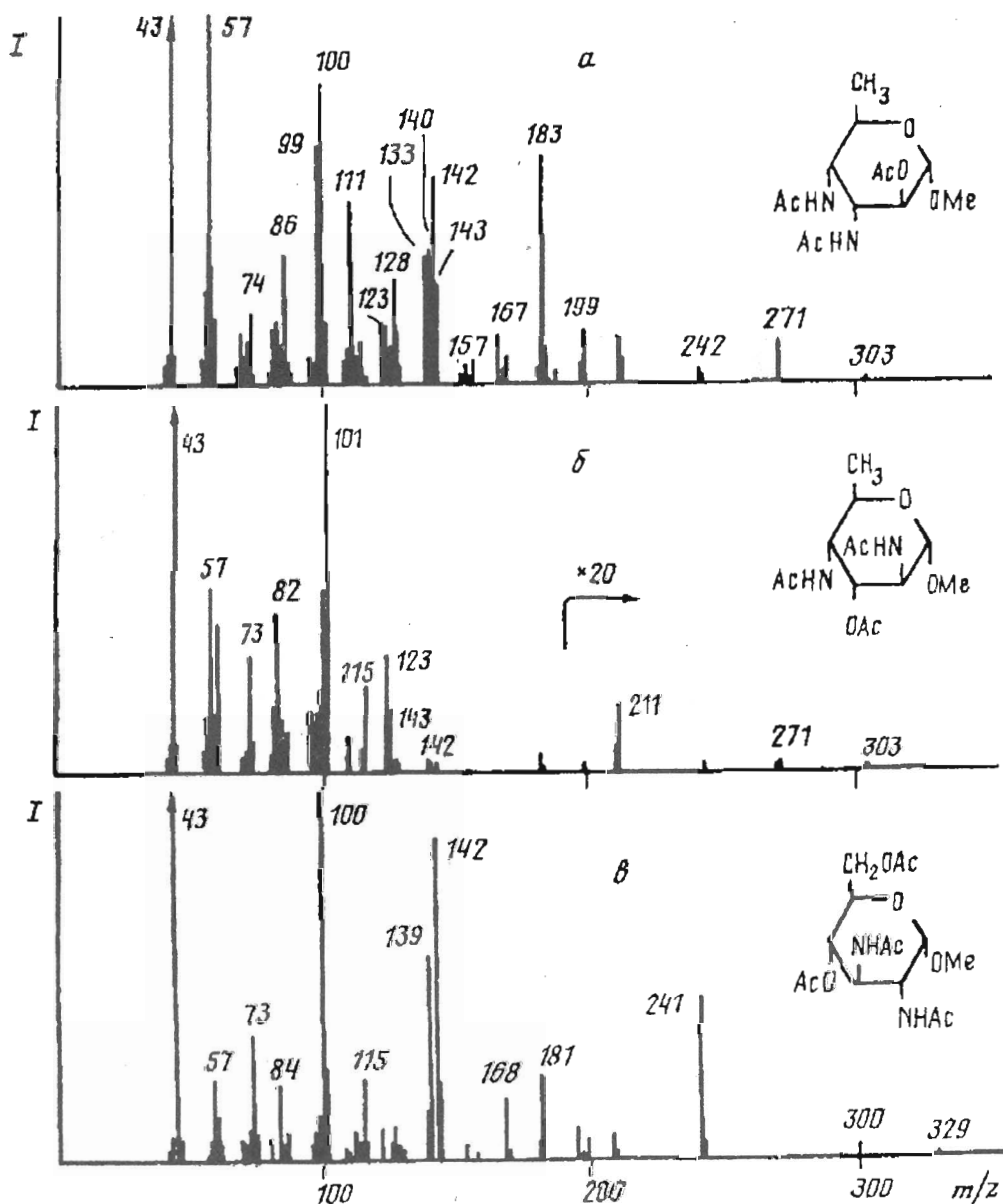 I
43
57
100
a
140
133
183
99
142
111
143
86
128
74
123
157
167
199
242
271
303
CH3
O
AcO
AcHN
OMe
AcHN
I
43
101
б
57
82
×20
73
115
123
143
142
211
271
303
CH3
O
AcHN
AcHN
OMe
OAc
I
43
100
142
в
139
241
73
57
84
115
168
181
300
329
CH2OAc
O
NHAc
AcO
OMe
NHAc
100
200
300
m/z